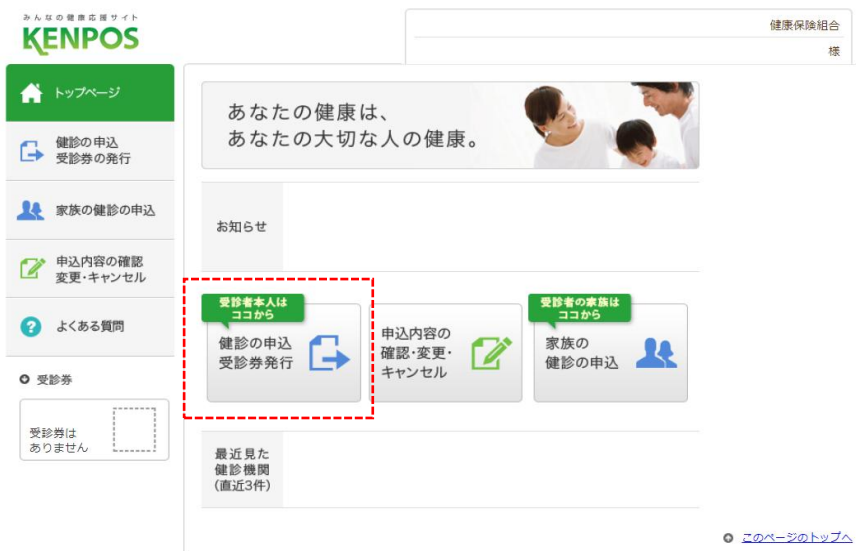 みんなの健康応援サイト
KENPOS
健康保険組合
様
トップページ
健診の申込
受診券の発行
家族の健診の申込
申込内容の確認
変更・キャンセル
? よくある質問
受診券
受診券は
ありません
あなたの健康は、
あなたの大切な人の健康。
お知らせ
受診者本人は
ココから
健診の申込
受診券発行
申込内容の
確認・変更・
キャンセル
受診者の家族は
ココから
家族の
健診の申込
最近見た
健診機関
(直近3件)
このページのトップへ